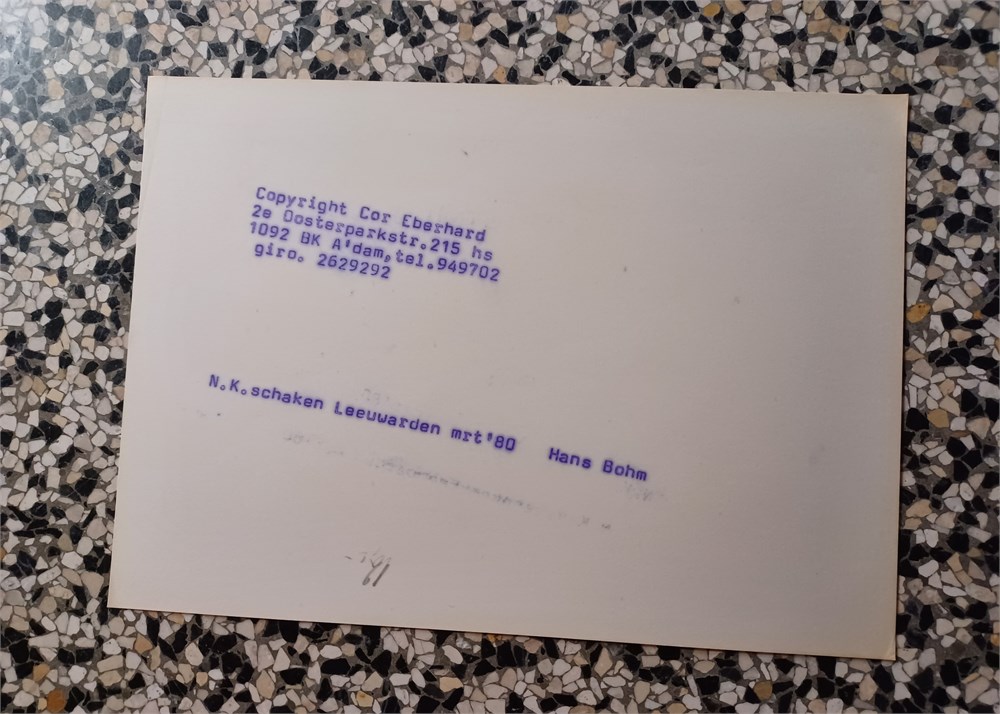 Copyright Cor Eberhard
2e Oosterparkstr.215 hs
1092 BK A'dam,tel.949702
giro. 2629292
N.K.schaken Leeuwarden mrt'80 Hans Bohm